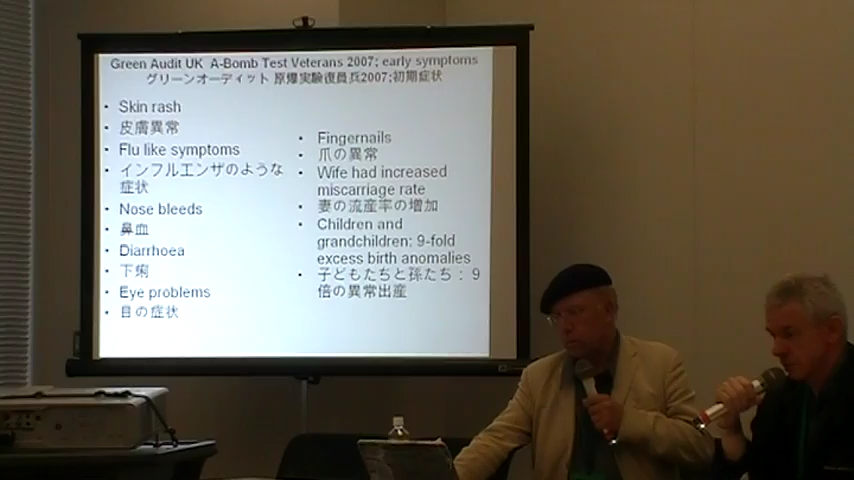 Green Audit UK A-Bomb Test Veterans 2007; early symptoms
グリーンオーディット 原爆実験復員兵2007;初期症状
• Skin rash
• 皮膚異常
• Flu like symptoms
• インフルエンザのような
症状
• Nose bleeds
• 鼻血
• Diarrhoea
• 下痢
• Eye problems
• 目の症状
• Fingernails
• 爪の異常
• Wife had increased
miscarriage rate
• 妻の流産率の増加
• Children and
grandchildren: 9-fold
excess birth anomalies
• 子どもたちと孫たち： 9
倍の異常出産